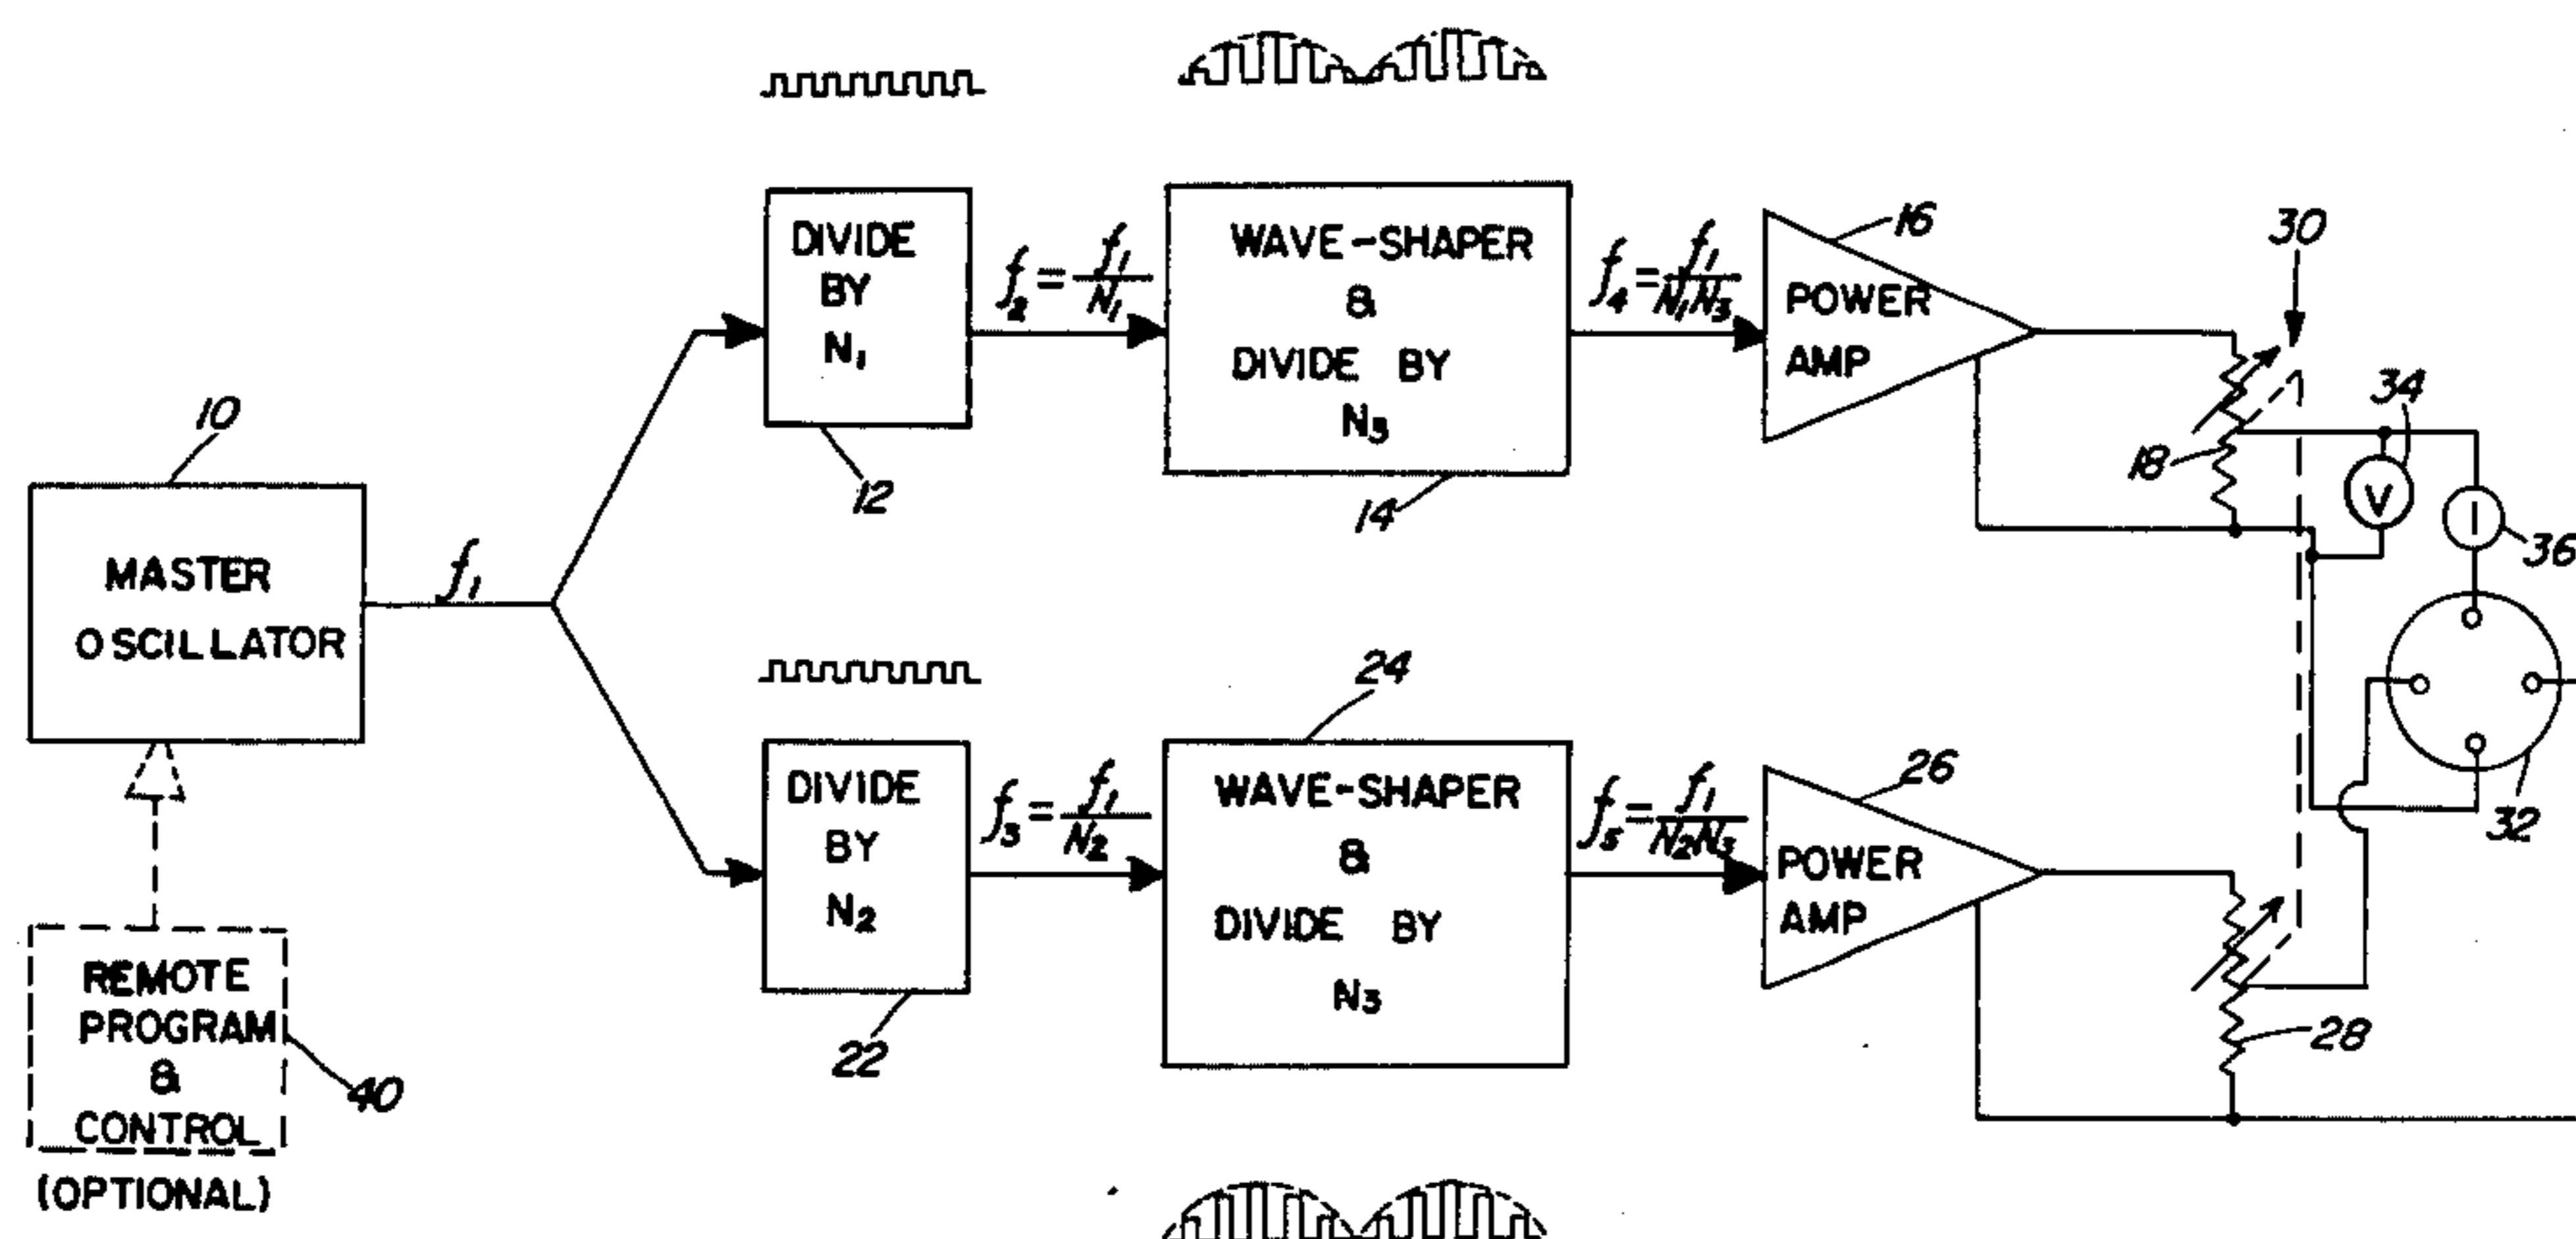 10
MASTER
OSCILLATOR
f₁
REMOTE
PROGRAM
&
CONTROL
(OPTIONAL)
40
DIVIDE
BY
N₁
12
f₂ = f₁/N₁
WAVE-SHAPER
&
DIVIDE BY
N₃
14
f₄ = f₁/N₁N₃
16
POWER
AMP
18
30
34
V
I
36
32
DIVIDE
BY
N₂
22
f₃ = f₁/N₂
24
WAVE-SHAPER
&
DIVIDE BY
N₃
f₅ = f₁/N₂N₃
26
POWER
AMP
28